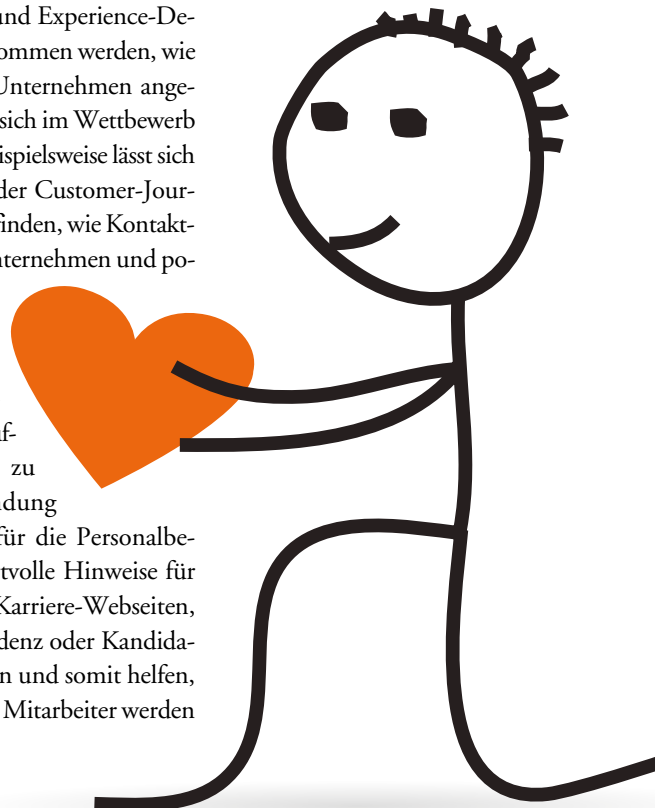 und Experience-De-
ommen werden, wie
Unternehmen ange-
sich im Wettbewerb
ispielsweise lässt sich
der Customer-Jour-
finden, wie Kontakt-
nternehmen und po-
if-
zu
ndung
für die Personalbe-
tvolle Hinweise für
Karriere-Webseiten,
denz oder Kandida-
n und somit helfen,
Mitarbeiter werden